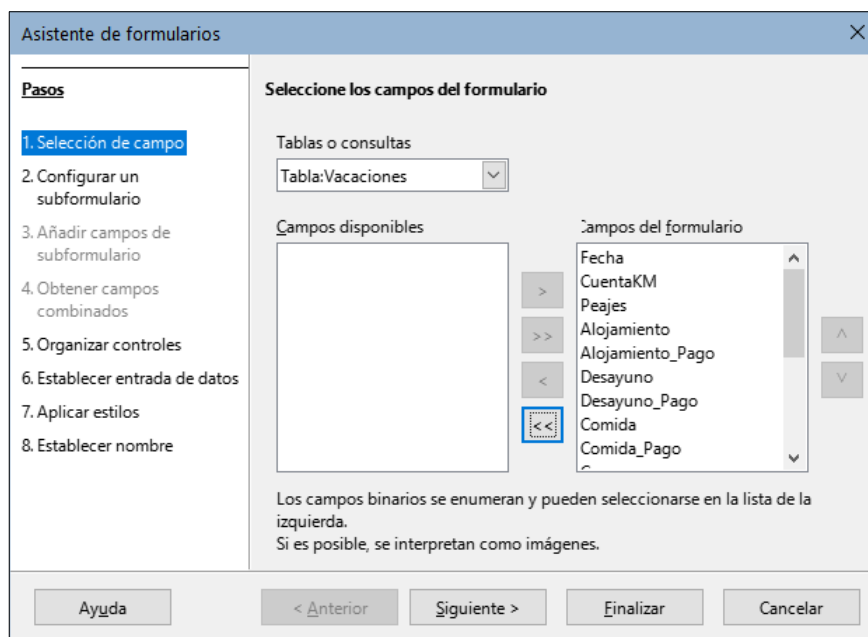 Asistente de formularios
Pasos
1. Selección de campo
2. Configurar un
subformulario
3. Añadir campos de
subformulario
4. Obtener campos
combinados
5. Organizar controles
6. Establecer entrada de datos
7. Aplicar estilos
8. Establecer nombre
Seleccione los campos del formulario
Tablas o consultas
Tabla:Vacaciones
Campos disponibles
Campos del formulario
>
>>
<
<<
Fecha
CuentaKM
Peajes
Alojamiento
Alojamiento_Pago
Desayuno
Desayuno_Pago
Comida
Comida_Pago
Los campos binarios se enumeran y pueden seleccionarse en la lista de la
izquierda.
Si es posible, se interpretan como imágenes.
Ayuda
< Anterior
Siguiente >
Finalizar
Cancelar